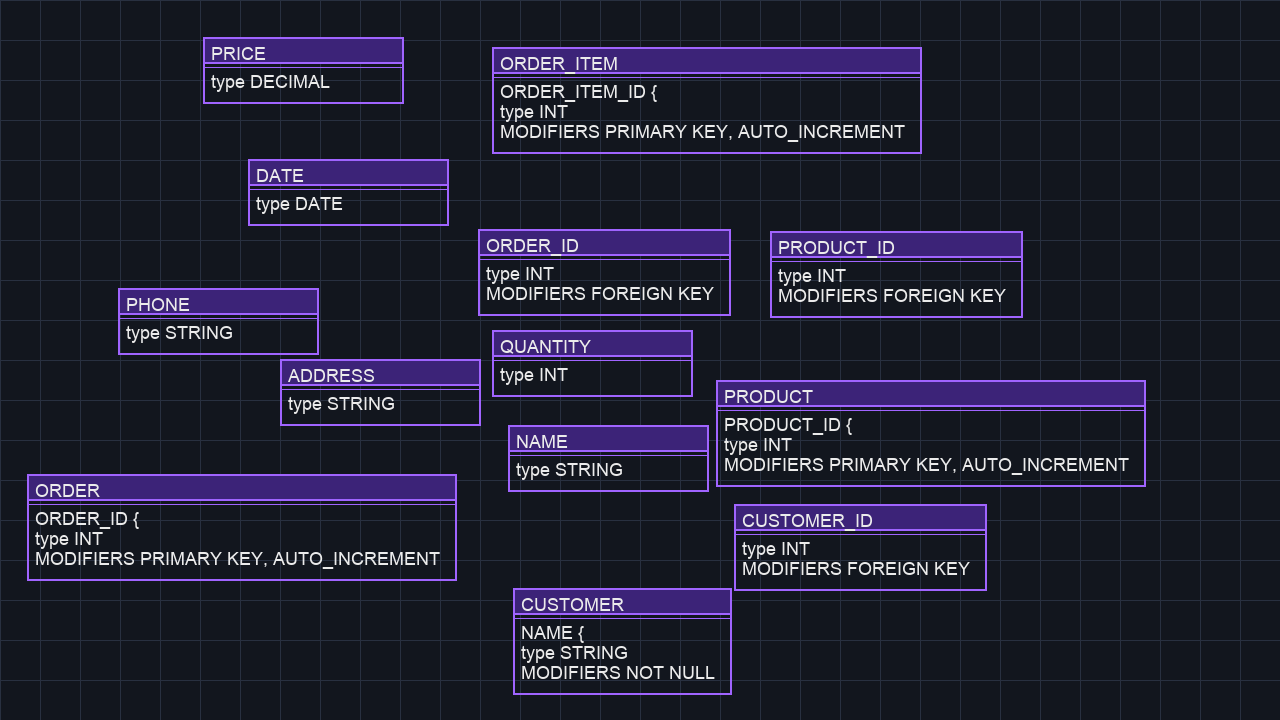 PRICE
type DECIMAL
ORDER_ITEM
ORDER_ITEM_ID {
type INT
MODIFIERS PRIMARY KEY, AUTO_INCREMENT
DATE
type DATE
ORDER_ID
type INT
MODIFIERS FOREIGN KEY
PRODUCT_ID
type INT
MODIFIERS FOREIGN KEY
PHONE
type STRING
QUANTITY
type INT
ADDRESS
type STRING
PRODUCT
PRODUCT_ID {
type INT
MODIFIERS PRIMARY KEY, AUTO_INCREMENT
NAME
type STRING
ORDER
ORDER_ID {
type INT
MODIFIERS PRIMARY KEY, AUTO_INCREMENT
CUSTOMER_ID
type INT
MODIFIERS FOREIGN KEY
CUSTOMER
NAME {
type STRING
MODIFIERS NOT NULL